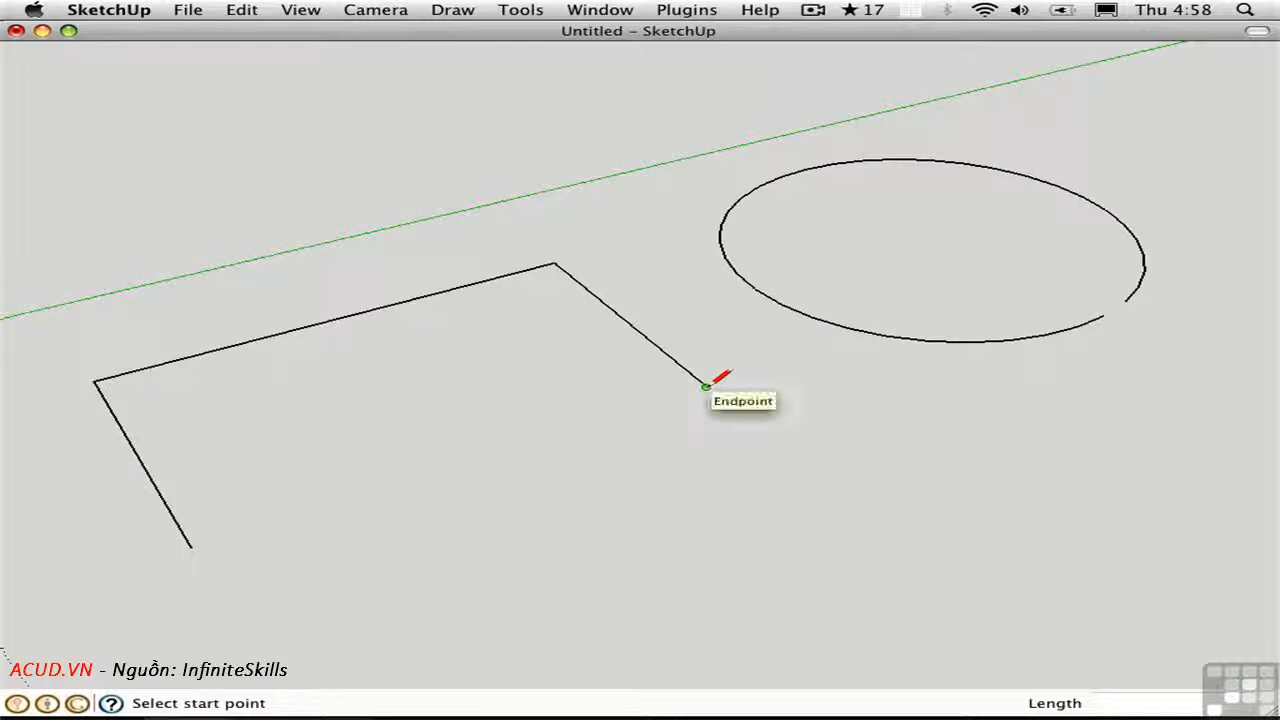 SketchUp File Edit View Camera Draw Tools Window Plugins Help 17 Thu 4:58
Untitled - SketchUp
Endpoint
ACUD.VN - Nguồn: InfiniteSkills
? Select start point Length